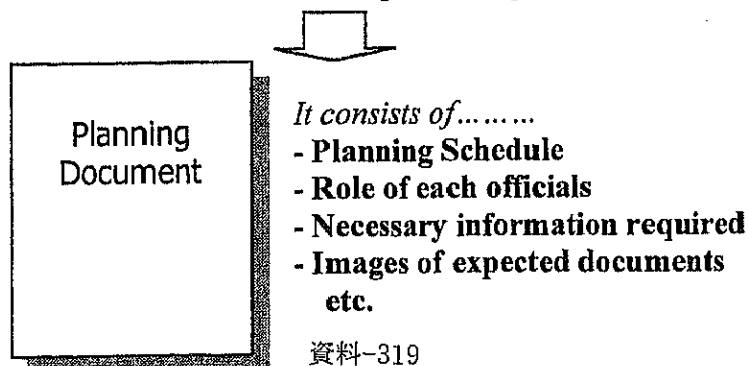 Planning
Document
It consists of.........
- Planning Schedule
- Role of each officials
- Necessary information required
- Images of expected documents
etc.
資料-319